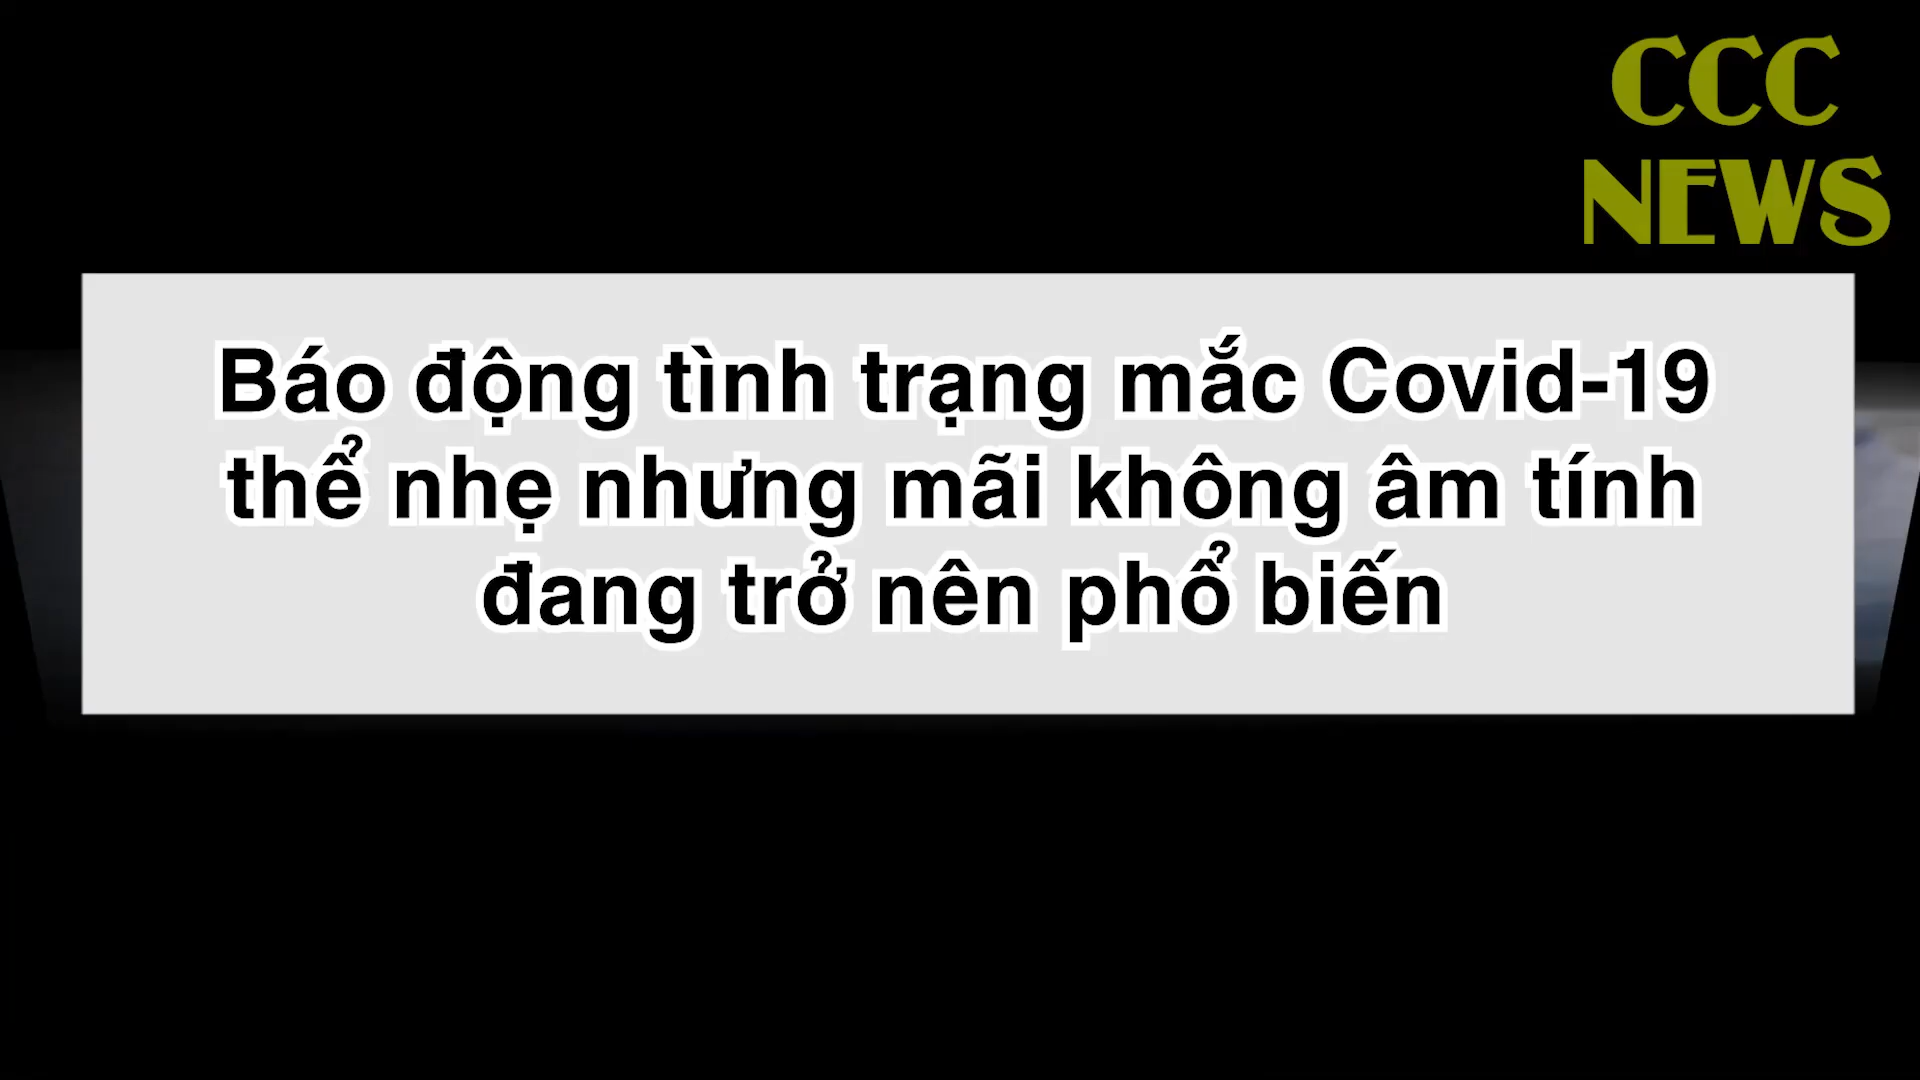 CCC
NEWS
Báo động tình trạng mắc Covid-19
thể nhẹ nhưng mãi không âm tính
đang trở nên phổ biến